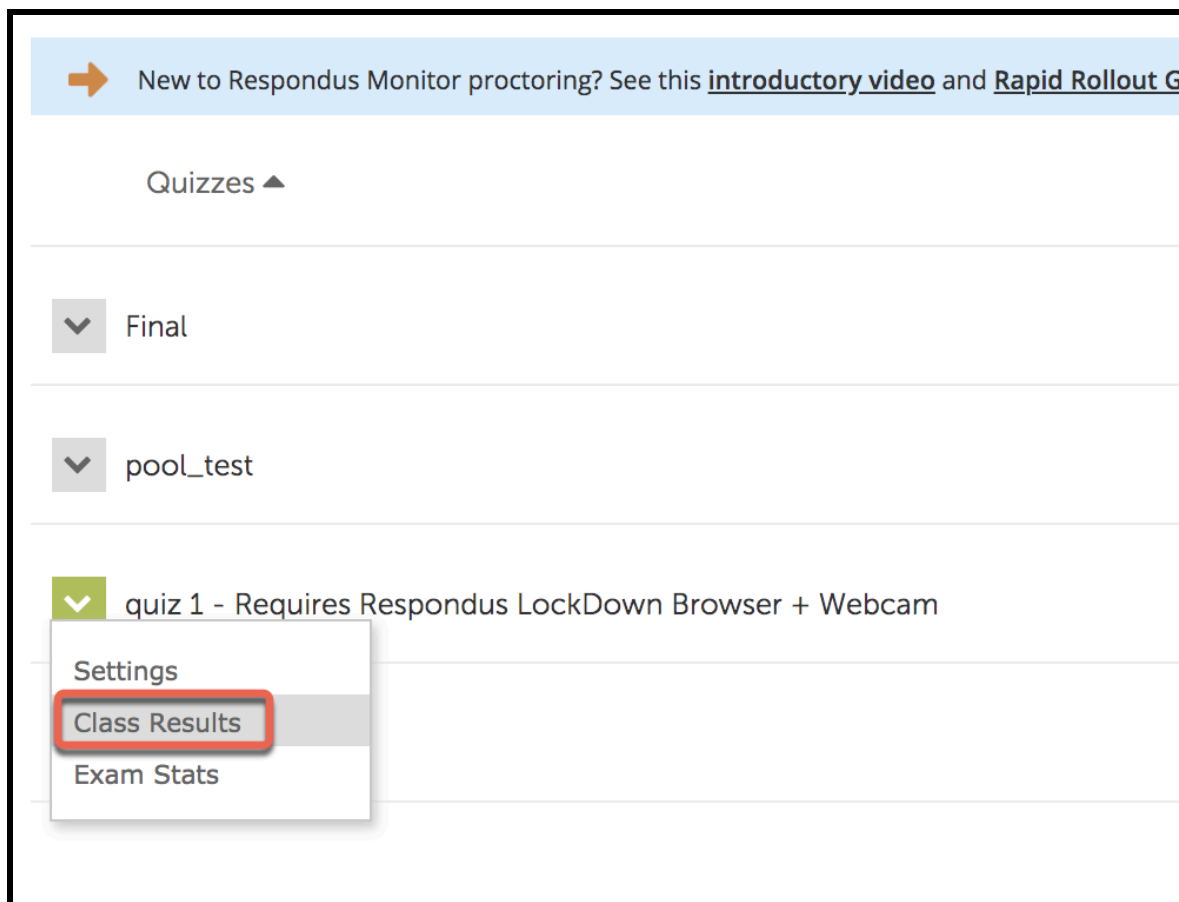 New to Respondus Monitor proctoring? See this introductory video and Rapid Rollout
Quizzes
Final
pool_test
quiz 1 - Requires Respondus LockDown Browser + Webcam
Settings
Class Results
Exam Stats